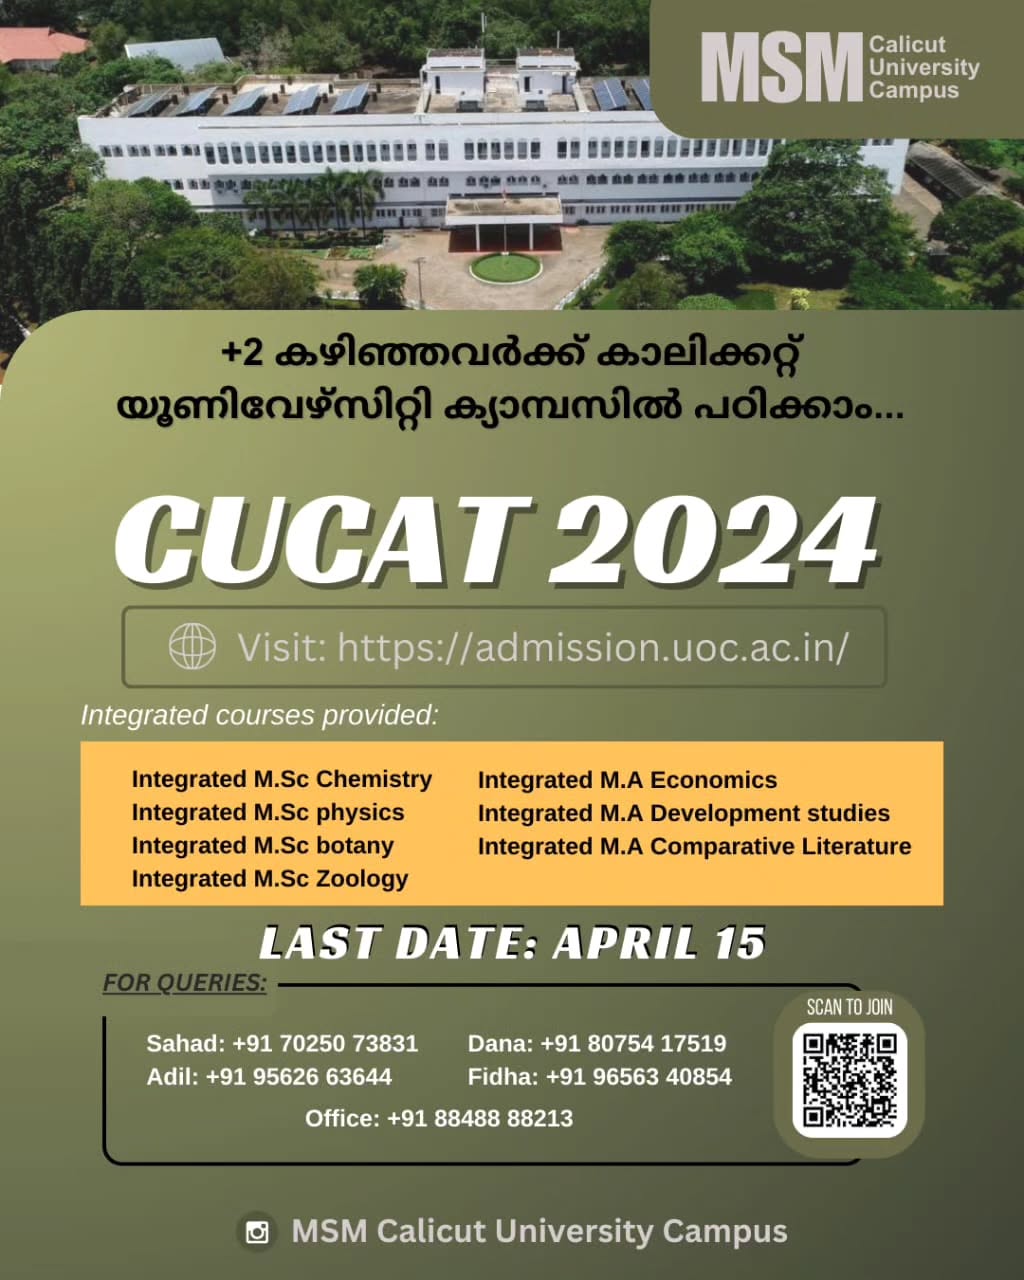 MSM
Calicut
University
Campus
+2 കഴിഞ്ഞവർക്ക് കാലിക്കറ്റ്
യൂണിവേഴ്സിറ്റി ക്യാമ്പസിൽ പഠിക്കാം...
CUCAT 2024
Visit: https://admission.uoc.ac.in/
Integrated courses provided:
Integrated M.Sc Chemistry
Integrated M.Sc physics
Integrated M.Sc botany
Integrated M.Sc Zoology
Integrated M.A Economics
Integrated M.A Development studies
Integrated M.A Comparative Literature
LAST DATE: APRIL 15
FOR QUERIES:
SCAN TO JOIN
Sahad: +91 70250 73831
Adil: +91 95626 63644
Dana: +91 80754 17519
Fidha: +91 96563 40854
Office: +91 88488 88213
MSM Calicut University Campus